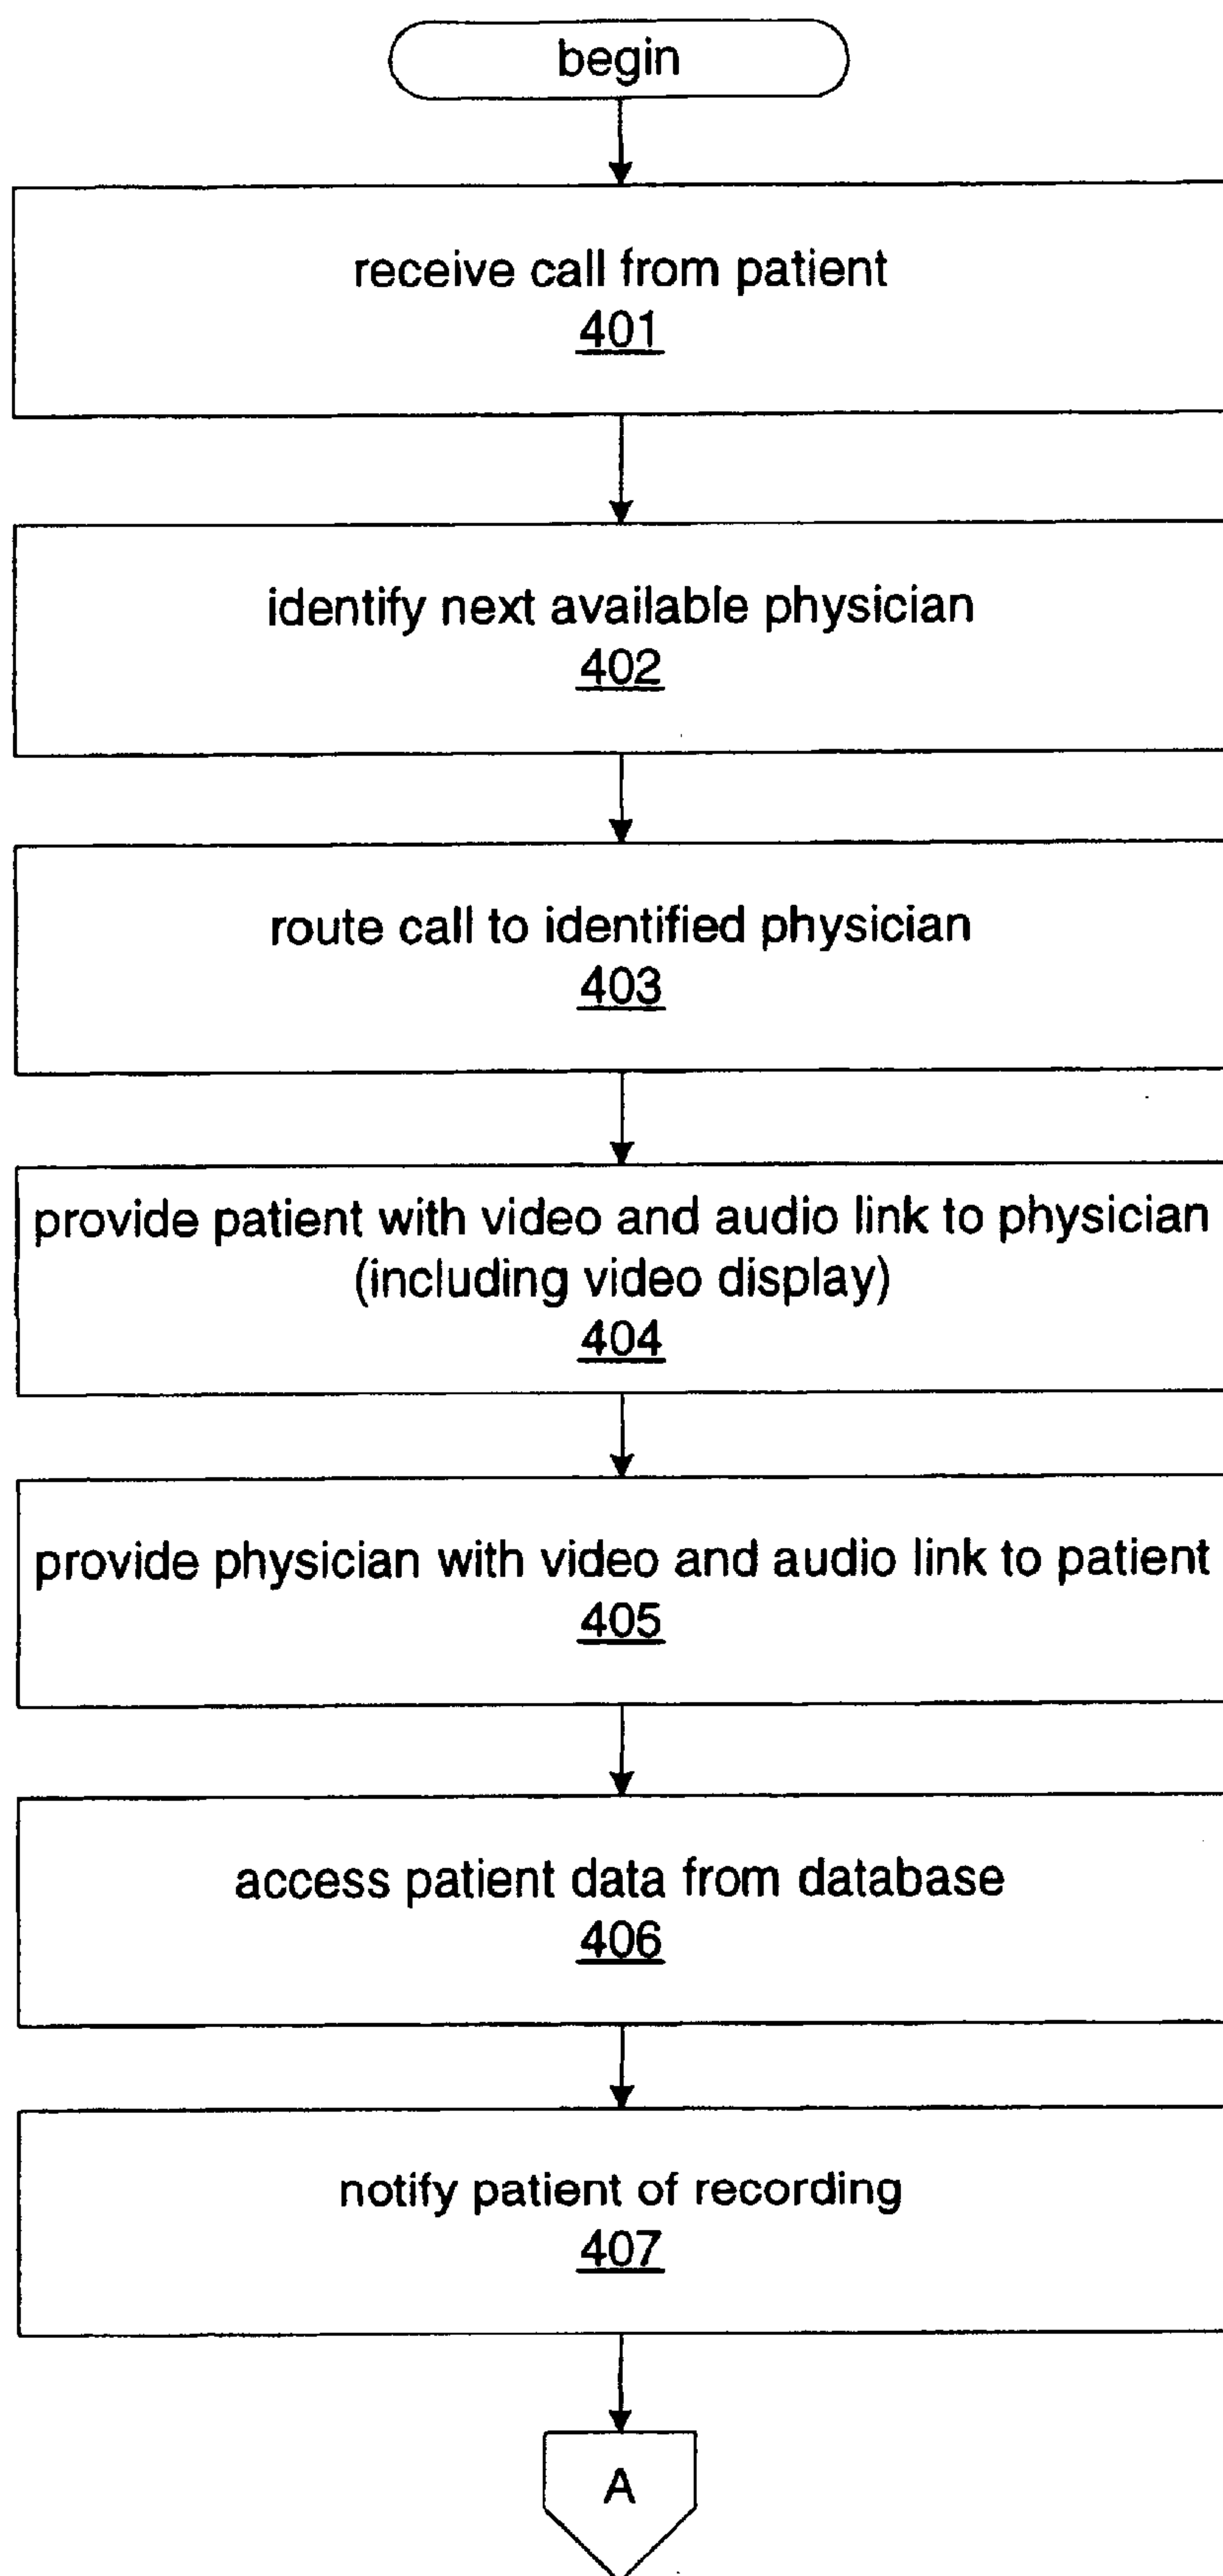 begin
receive call from patient
401
identify next available physician
402
route call to identified physician
403
provide patient with video and audio link to physician
(including video display)
404
provide physician with video and audio link to patient
405
access patient data from database
406
notify patient of recording
407
A